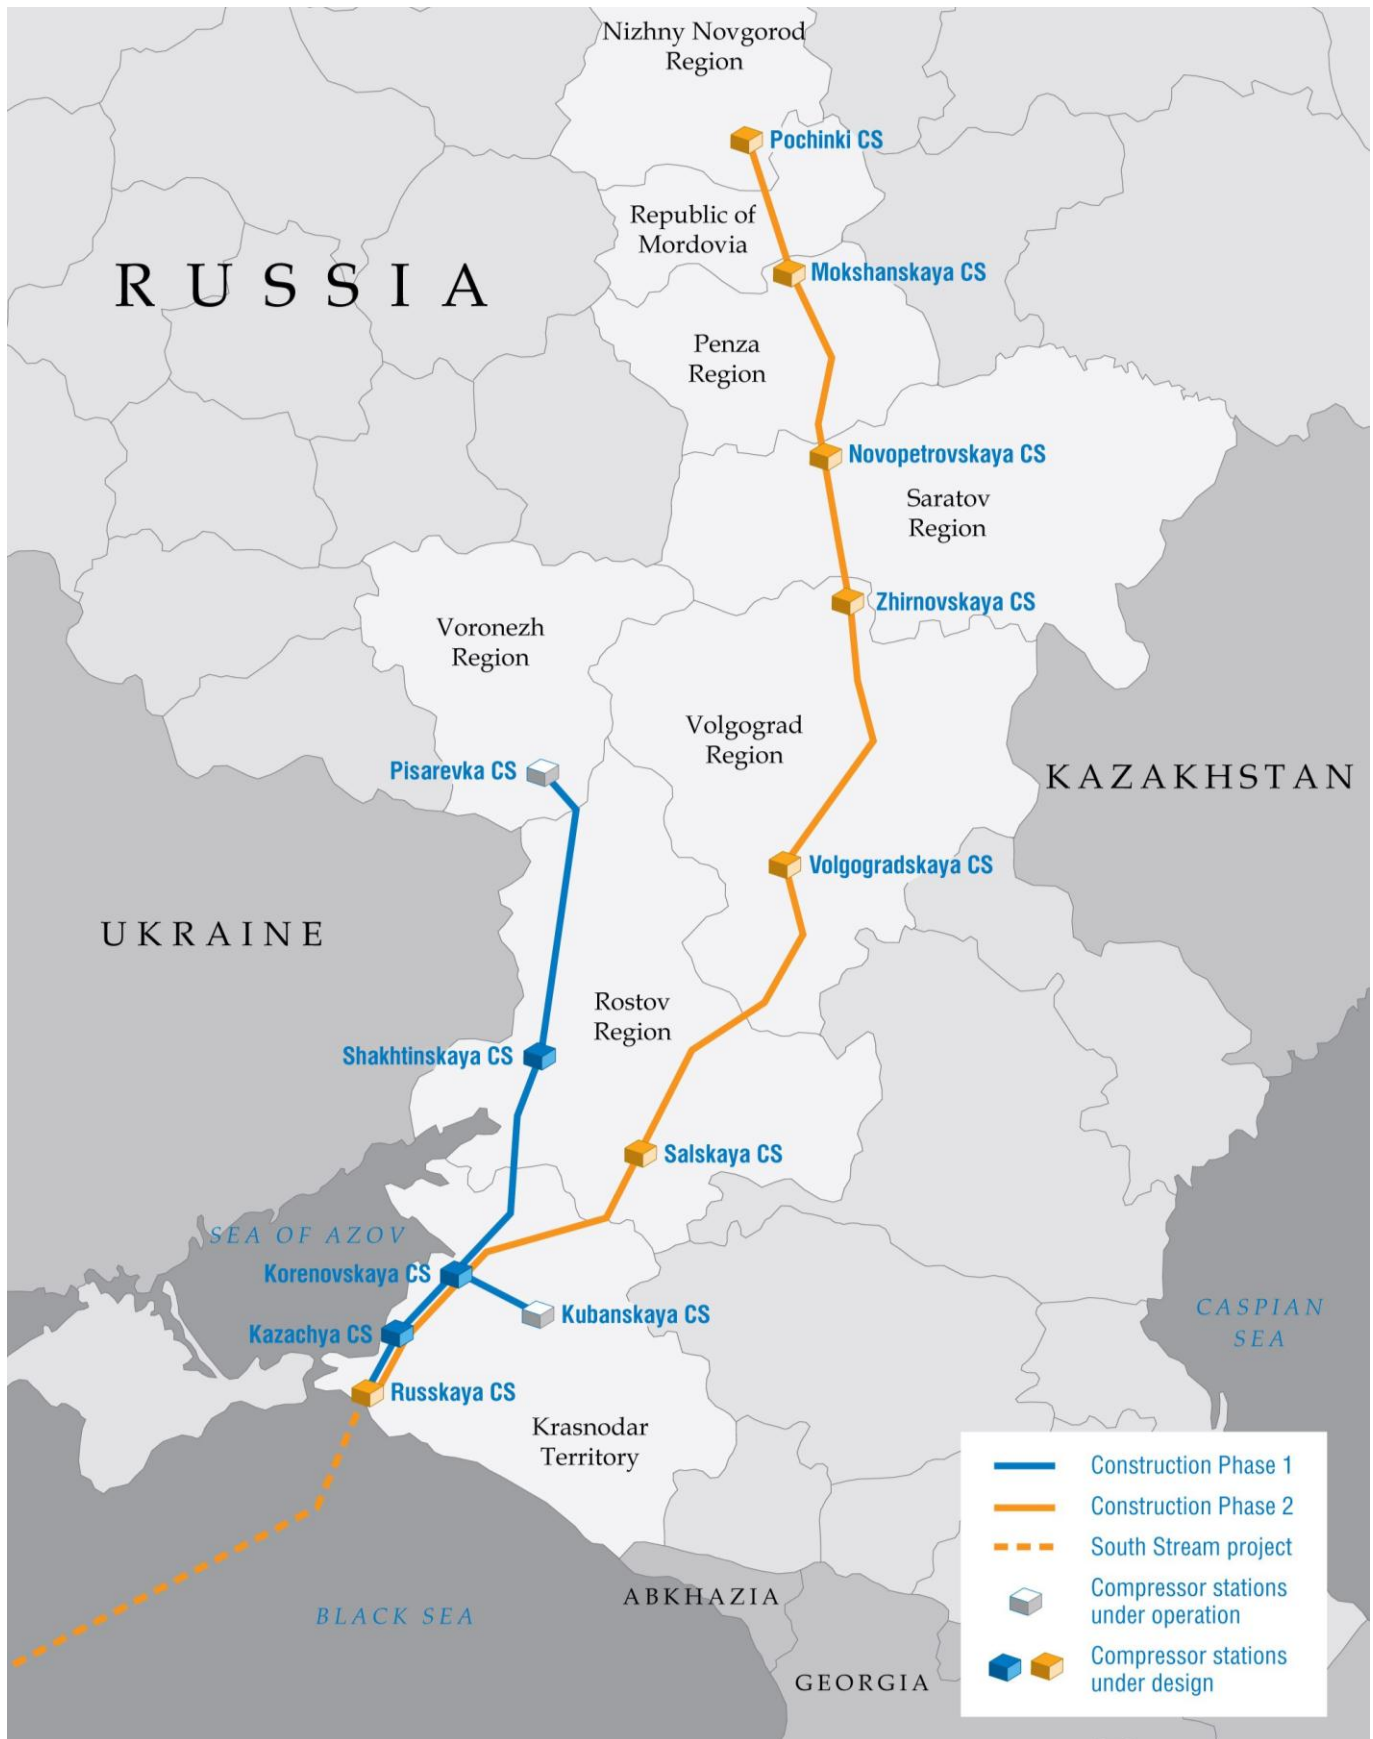 Nizhny Novgorod
Region
Pochinki CS
Republic of
Mordovia
Mokshanskaya CS
RUSSIA
Penza
Region
Novopetrovskaya CS
Saratov
Region
Zhirnovskaya CS
Voronezh
Region
Volgograd
Region
Pisarevka CS
KAZAKHSTAN
Volgogradskaya CS
UKRAINE
Rostov
Region
Shakhtinskaya CS
Salskaya CS
SEA OF AZOV
Korenovskaya CS
Kubanskaya CS
Kazachya CS
CASPIAN
SEA
Russkaya CS
Krasnodar
Territory
Construction Phase 1
Construction Phase 2
South Stream project
Compressor stations
under operation
Compressor stations
under design
ABKHAZIA
BLACK SEA
GEORGIA